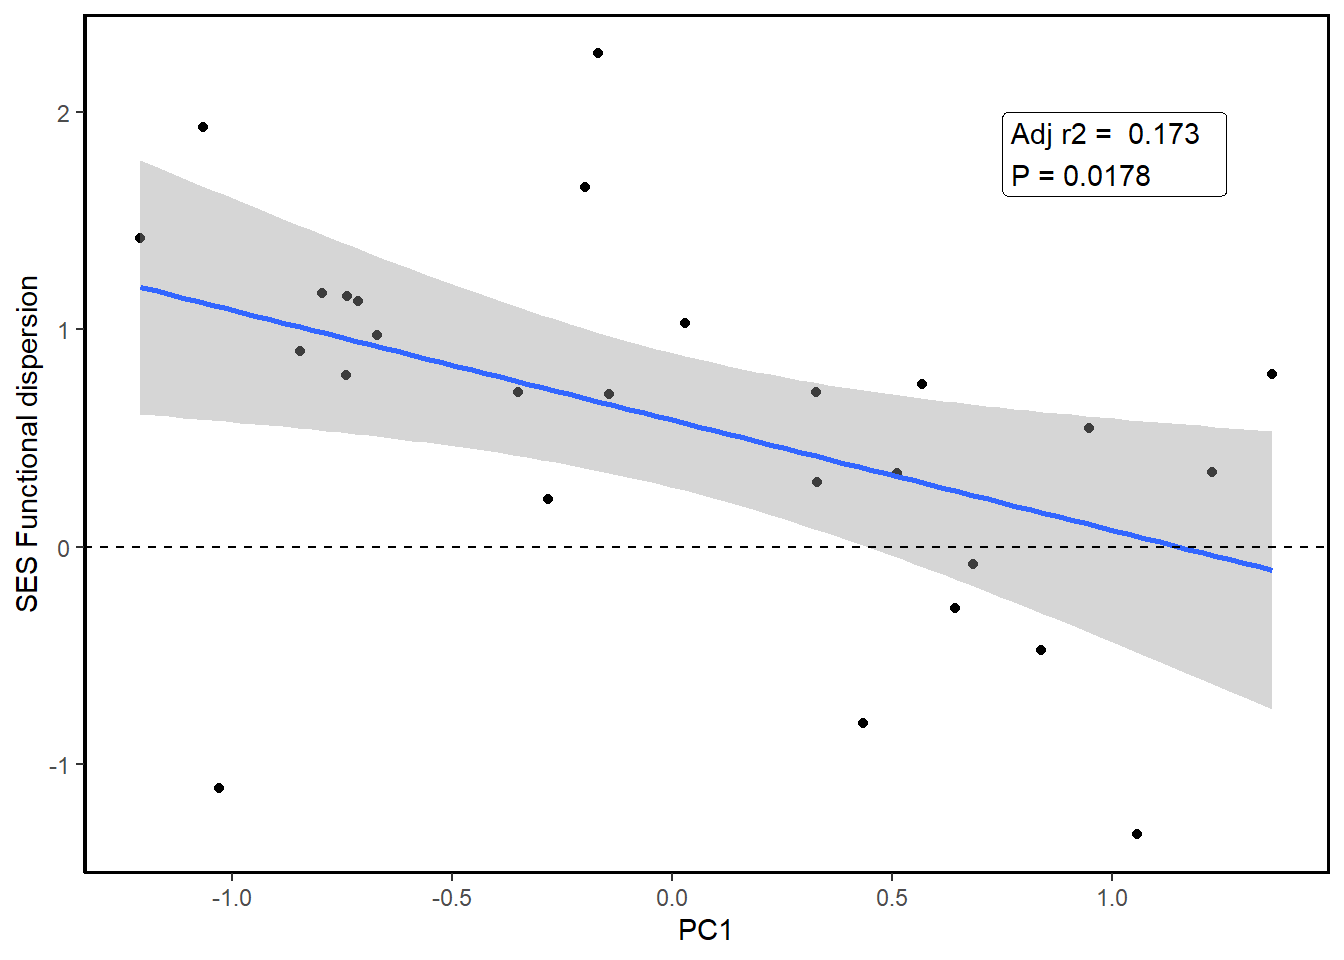 2
1
0
-1
SES Functional dispersion
Adj r2 =  0.173
P = 0.0178
-1.0
-0.5
0.0
0.5
1.0
PC1